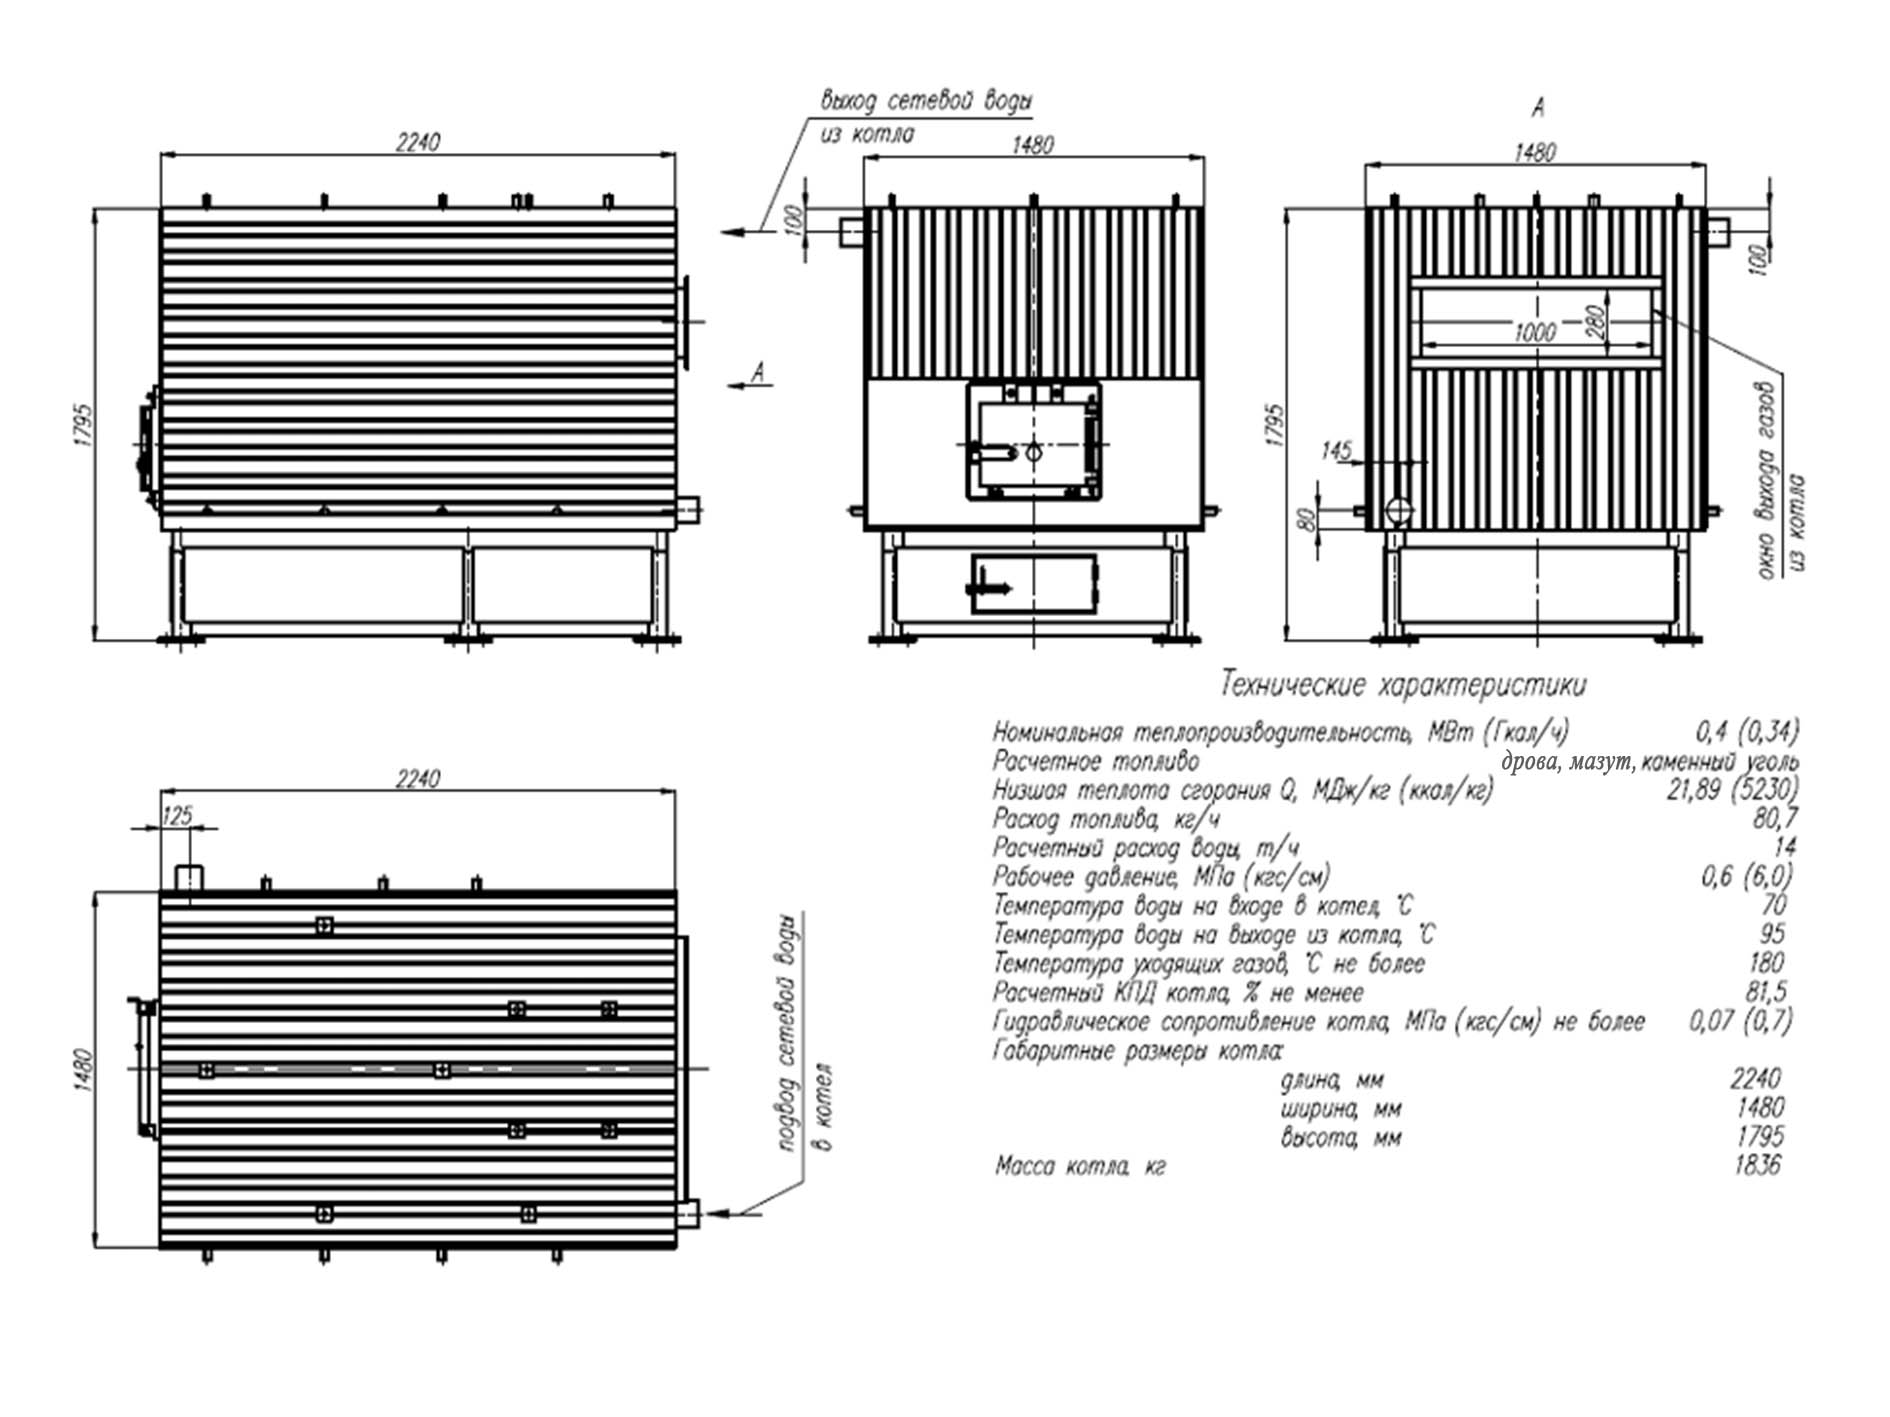 выход сетевой воды
из котла
А
2240
1480
1480
100
100
1795
А
1795
1000
280
145
80
окно выхода газов
из котла
Технические характеристики
Номинальная теплопроизводительность, МВт (Гкал/ч) 0,4 (0,34)
Расчетное топливо дрова, мазут, каменный уголь
Низшая теплота сгорания Q, МДж/кг (ккал/кг) 21,89 (5230)
Расход топлива, кг/ч 80,7
Расчетный расход воды, т/ч 14
Рабочее давление, МПа (кгс/см) 0,6 (6,0)
Температура воды на входе в котел, °С 70
Температура воды на выходе из котла, °С 95
Температура уходящих газов, °С не более 180
Расчетный КПД котла, % не менее 81,5
Гидравлическое сопротивление котла, МПа (кгс/см) не более 0,07 (0,7)
Габаритные размеры котла:
длина, мм 2240
ширина, мм 1480
высота, мм 1795
Масса котла, кг 1836
2240
125
1480
подвод сетевой воды
в котел